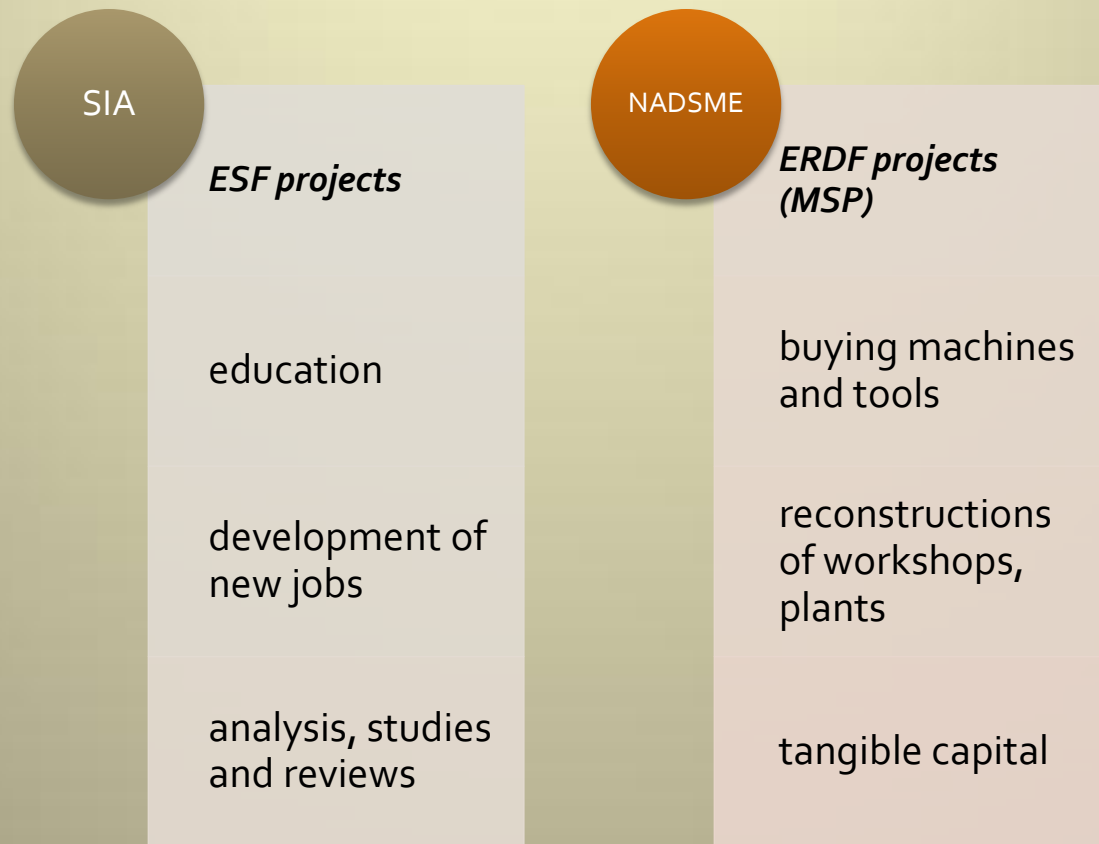 SIA
ESF projects
education
development of
new jobs
analysis, studies
and reviews
NADSME
ERDF projects
(MSP)
buying machines
and tools
reconstructions
of workshops,
plants
tangible capital